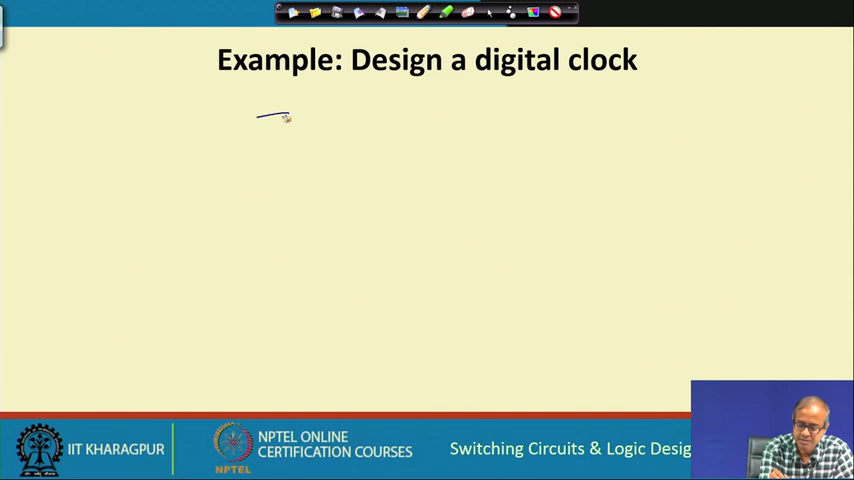 Example: Design a digital clock
IIT KHARAGPUR
NPTEL
NPTEL ONLINE
CERTIFICATION COURSES
Switching Circuits & Logic Desig